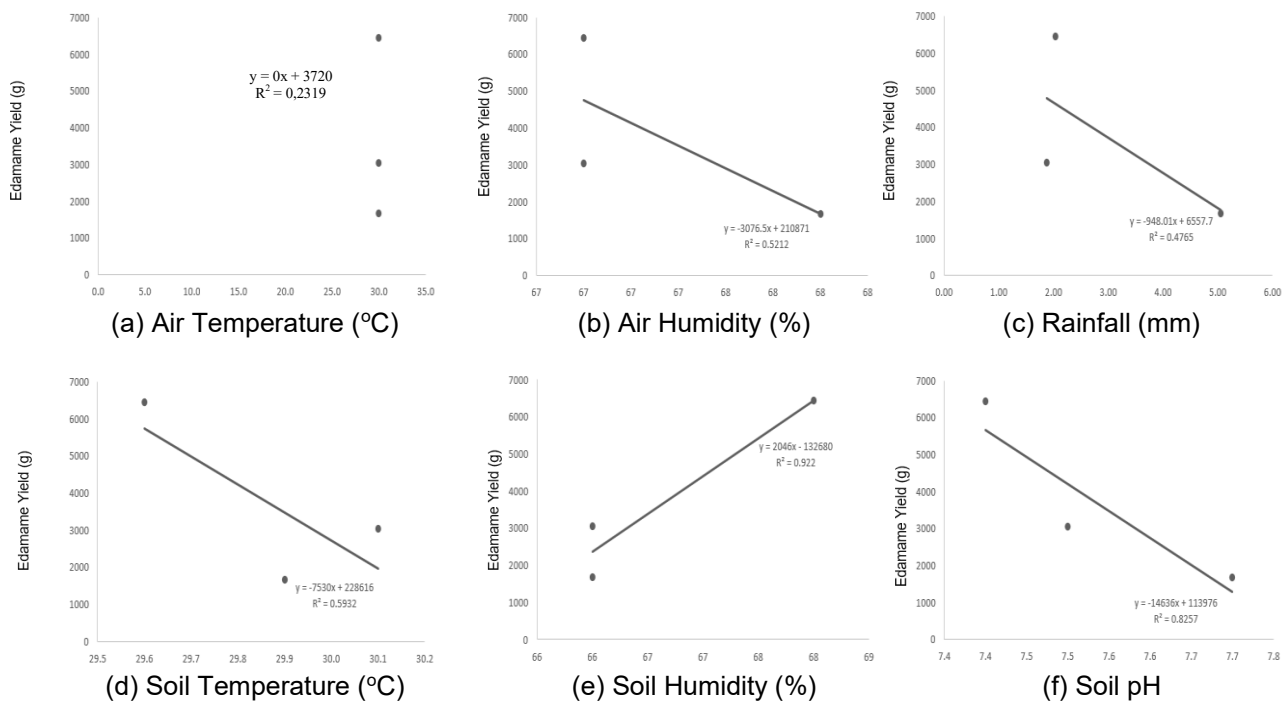 Edamame Yield (g)
7000
6000
5000
4000
3000
2000
1000
0
y = 0x + 3720
R² = 0,2319
0.0 5.0 10.0 15.0 20.0 20.0 30.0 35.0
(a) Air Temperature (°C)
Edamame Yield (g)
7000
6000
5000
4000
3000
2000
1000
0
y = -3076.5x + 210871
R² = 0.5212
67 67 67 67 68 68 68 68
(b) Air Humidity (%)
Edamame Yield (g)
7000
6000
5000
4000
3000
2000
1000
0
y = -948.01x + 6557.7
R² = 0.4765
0.00 1.00 2.00 3.00 4.00 5.00 6.00
(c) Rainfall (mm)
Edamame Yield (g)
7000
6000
5000
4000
3000
2000
1000
0
y = -7530x + 228616
R² = 0.5932
29.5 29.6 29.7 29.8 29.9 30.0 30.1 30.2
(d) Soil Temperature (°C)
Edamame Yield (g)
7000
6000
5000
4000
3000
2000
1000
0
y = 2046x - 132680
R² = 0.922
66 66 67 67 68 68 69
(e) Soil Humidity (%)
Edamame Yield (g)
7000
6000
5000
4000
3000
2000
1000
0
y = -14636x + 113976
R² = 0.8257
7.4 7.4 7.5 7.6 7.6 7.7 7.7 7.8
(f) Soil pH